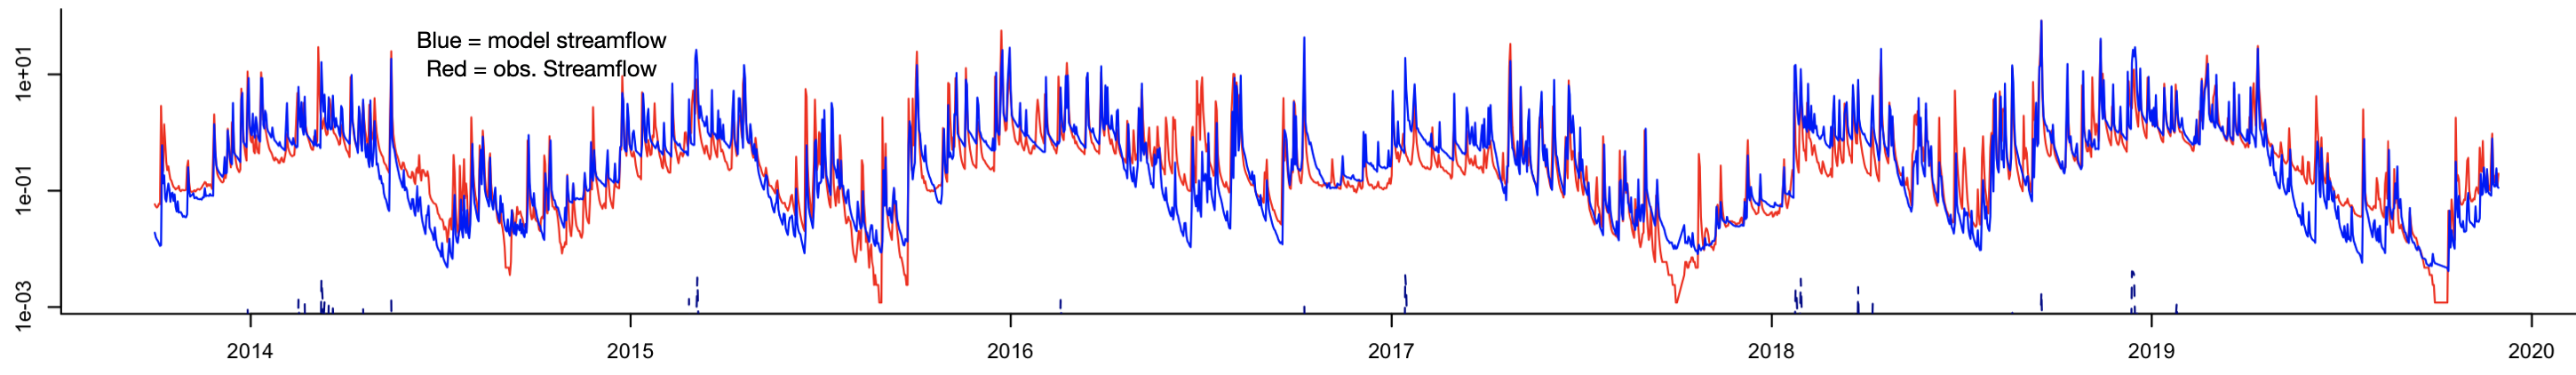 Blue = model streamflow
Red = obs. Streamflow
1e+01
1e-01
1e-03
2014 2015 2016 2017 2018 2019 2020